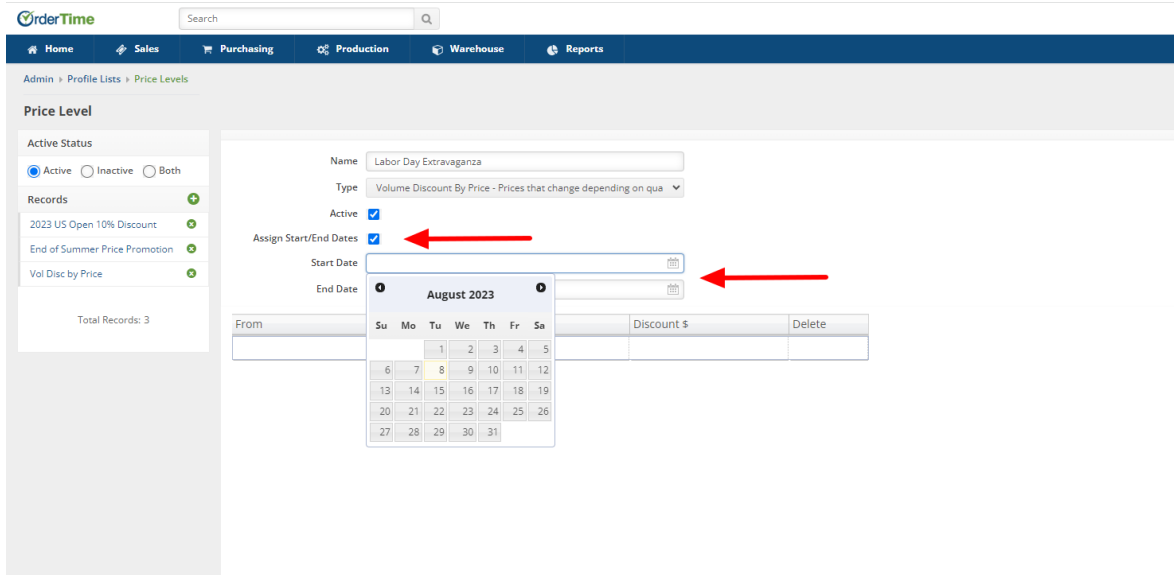 OrderTime
Search
Home Sales Purchasing Production Warehouse Reports
Admin Profile Lists Price Levels
Price Level
Active Status
Active Inactive Both
Records
2023 US Open 10% Discount
End of Summer Price Promotion
Vol Disc by Price
Total Records: 3
Name Labor Day Extravaganza
Type Volume Discount By Price - Prices that change depending on qua
Active
Assign Start/End Dates
Start Date
End Date
August 2023
Su Mo Tu We Th Fr Sa
1 2 3 4 5
6 7 8 9 10 11 12
13 14 15 16 17 18 19
20 21 22 23 24 25 26
27 28 29 30 31
From Discount $ Delete